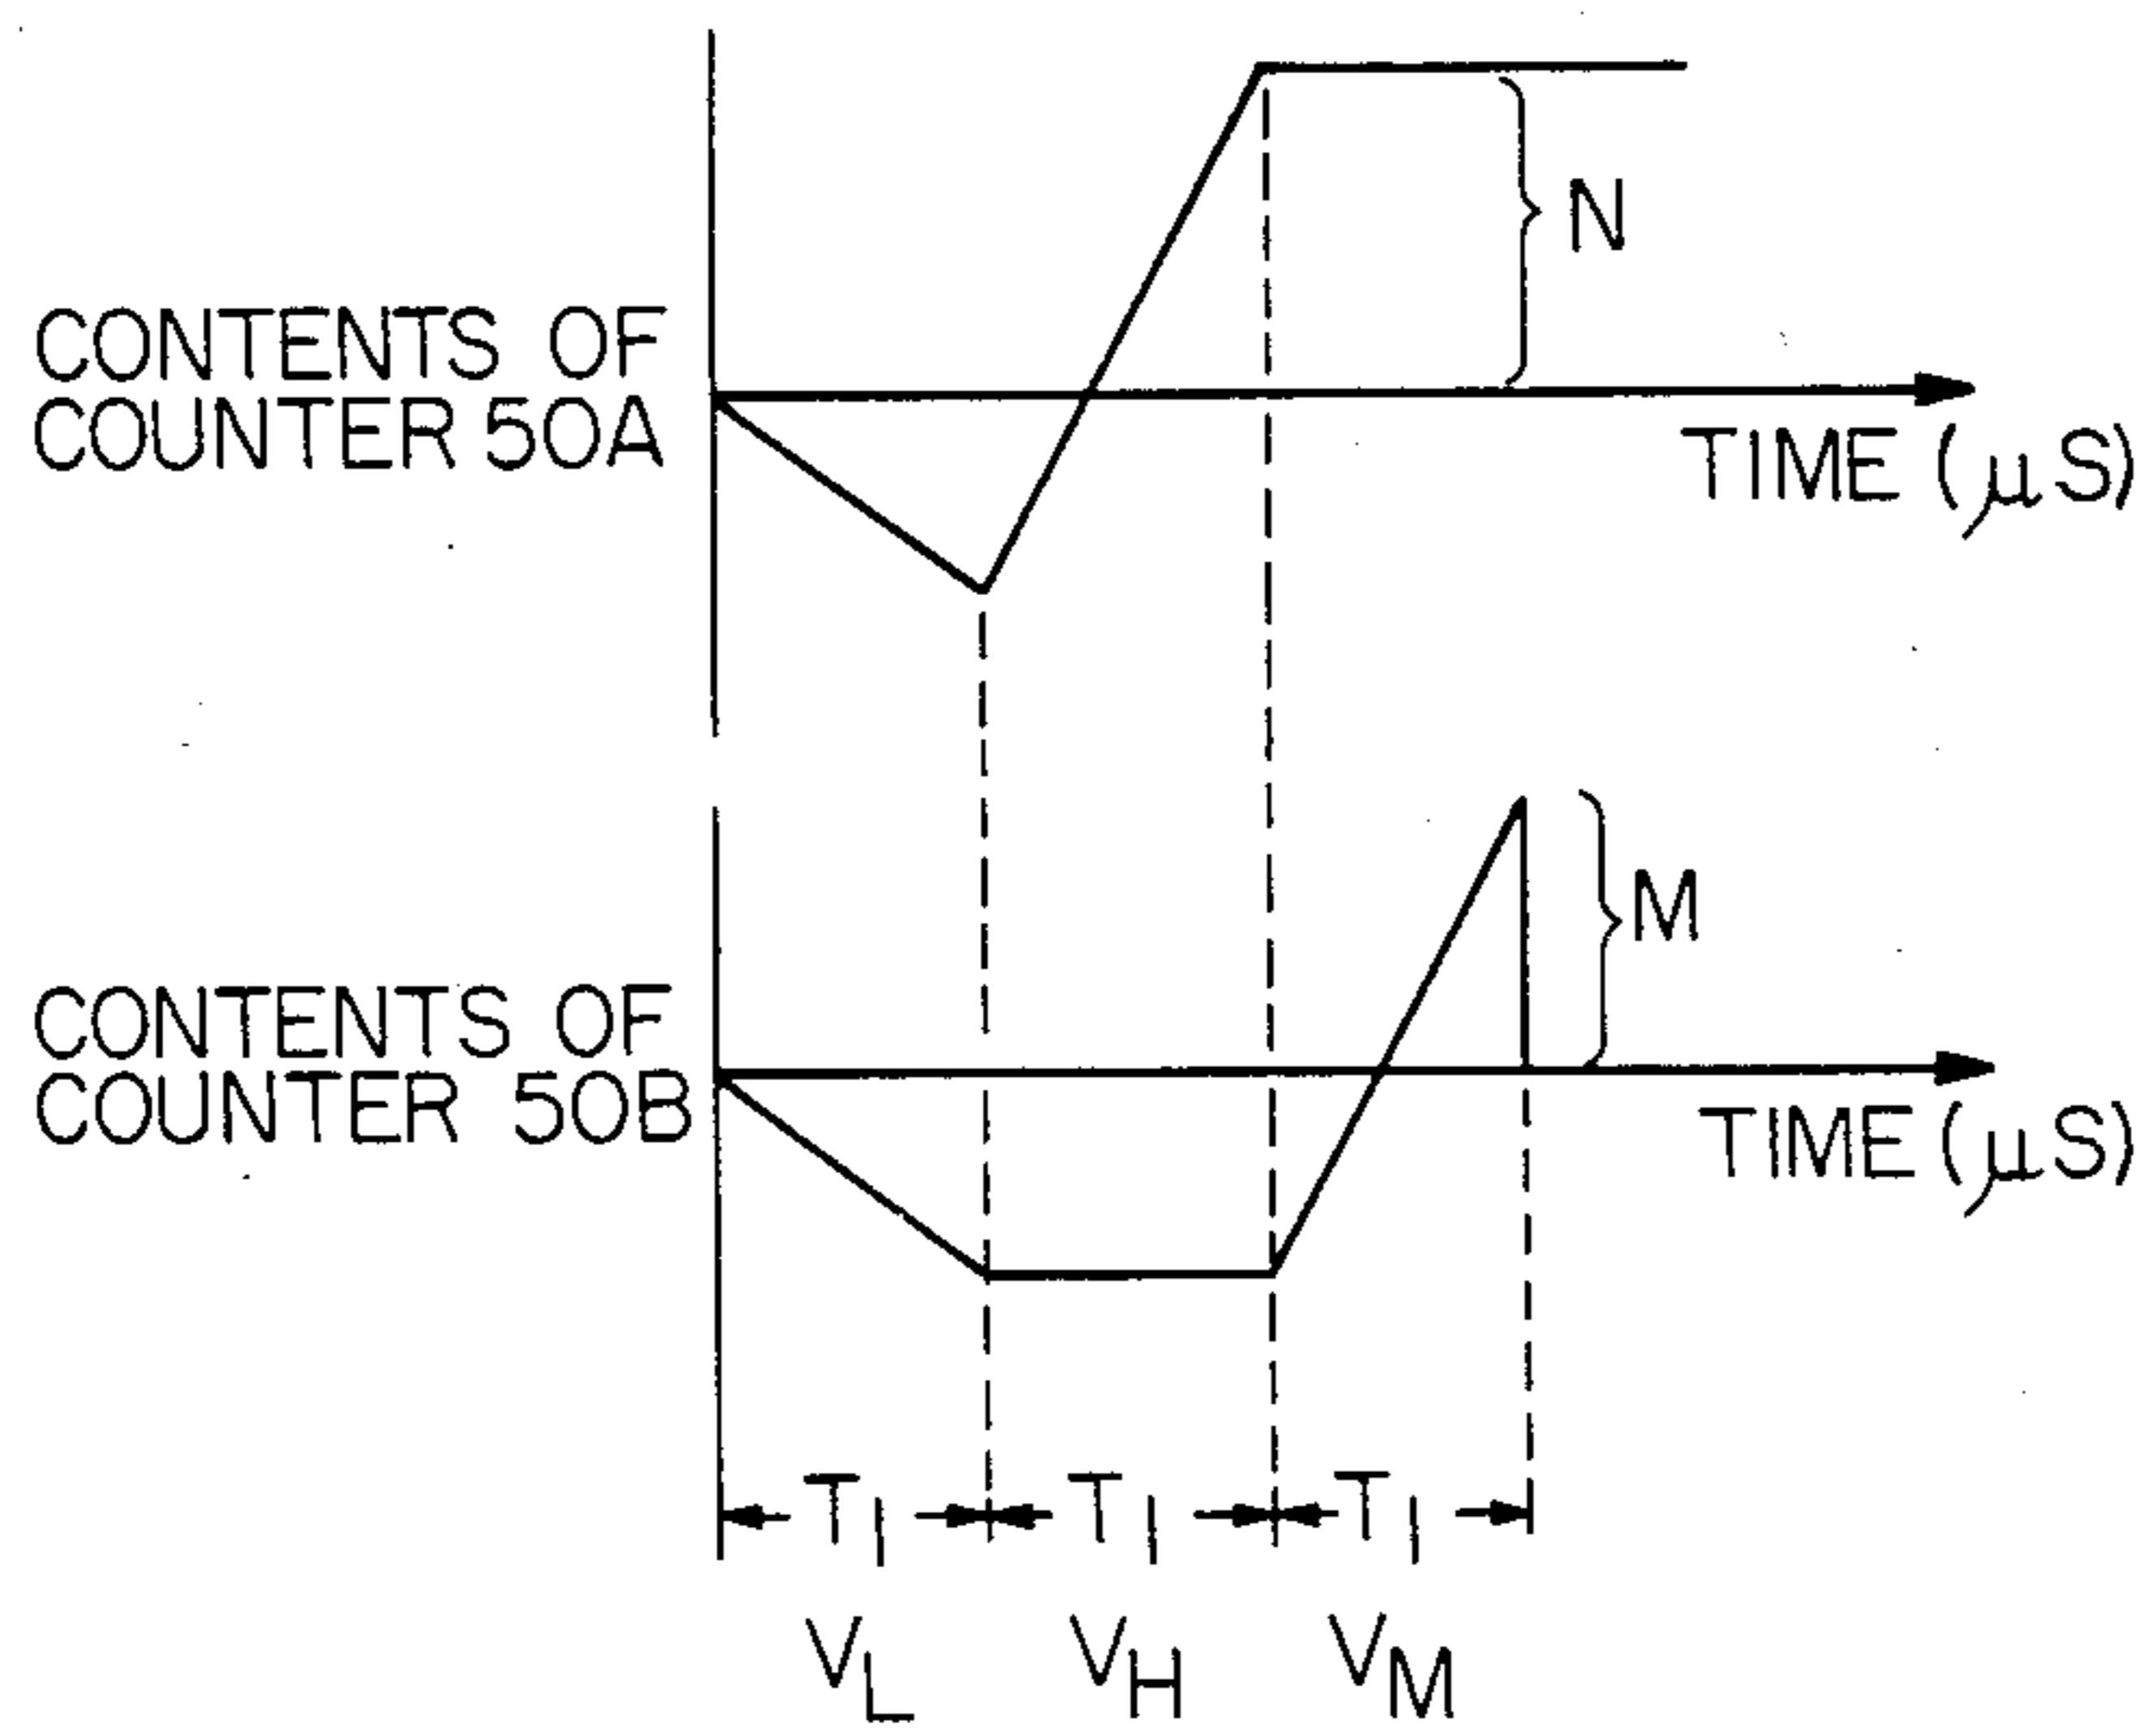 N
CONTENTS OF
COUNTER 50A
TIME (μS)
M
CONTENTS OF
COUNTER 50B
TIME (μS)
T1 T1 T1
VL VH VM